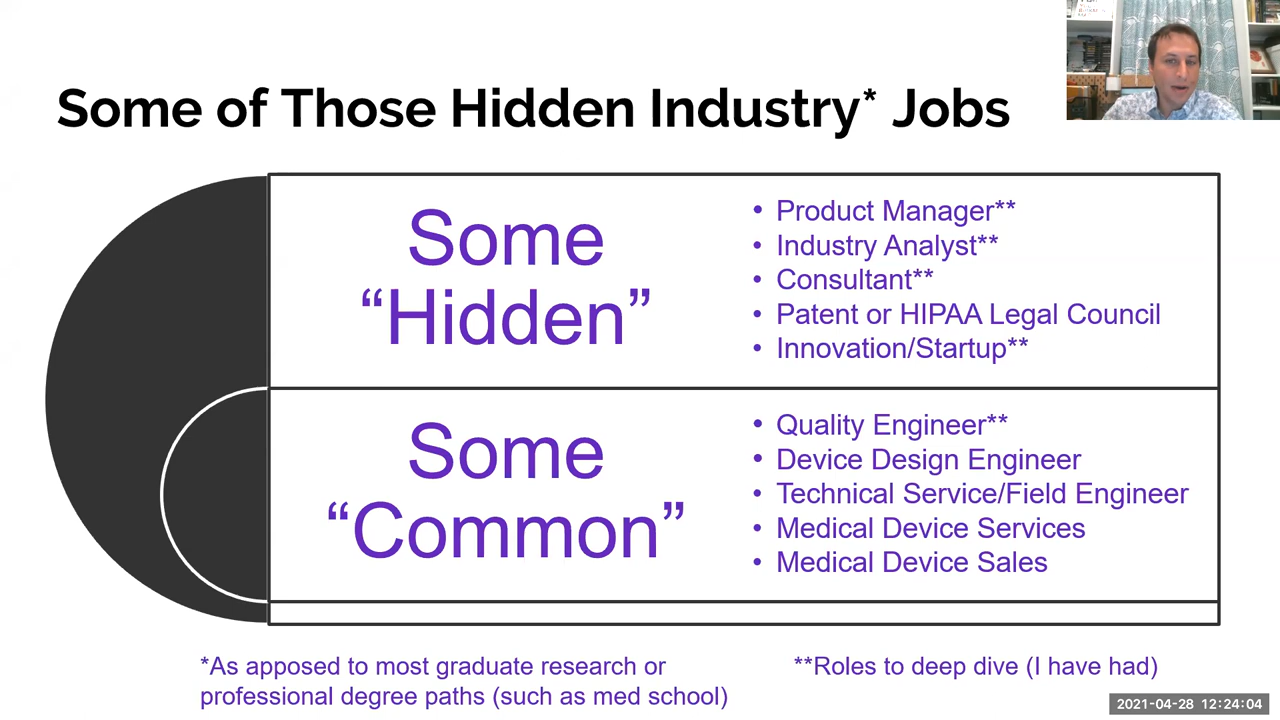 Some of Those Hidden Industry* Jobs
Some
“Hidden”
• Product Manager**
• Industry Analyst**
• Consultant**
• Patent or HIPAA Legal Council
• Innovation/Startup**
Some
“Common”
• Quality Engineer**
• Device Design Engineer
• Technical Service/Field Engineer
• Medical Device Services
• Medical Device Sales
*As apposed to most graduate research or
professional degree paths (such as med school)
**Roles to deep dive (I have had)
2021-04-28 12:24:04